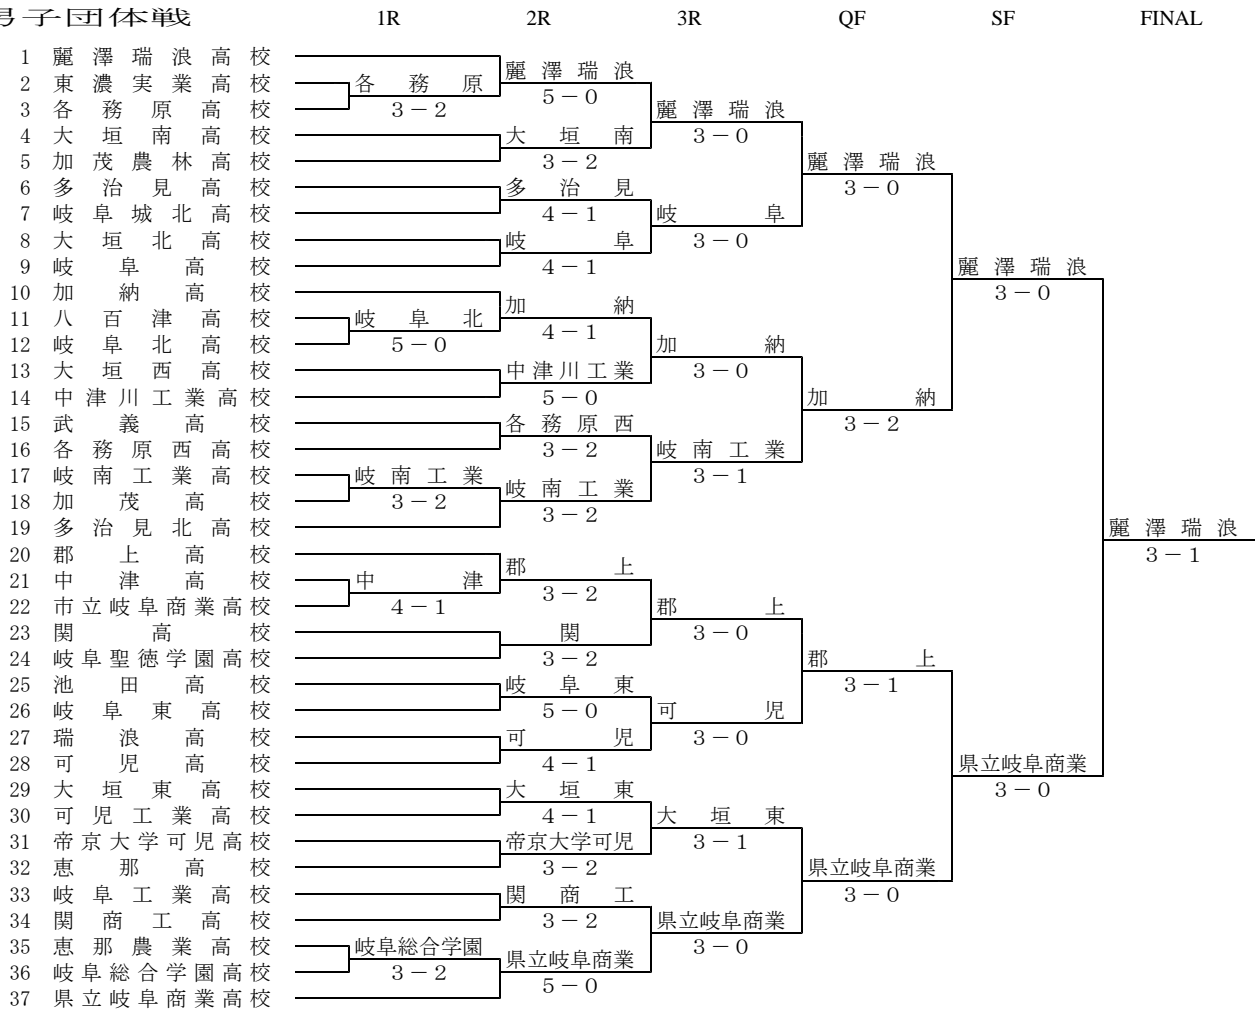 男子団体戦 1R 2R 3R QF SF FINAL
1 麗澤瑞浪高校
麗澤瑞浪
2 東濃実業高校 各務原
5－0
3 各務原高校 3－2 麗澤瑞浪
4 大垣南高校 大垣南 3－0
5 加茂農林高校 3－2 麗澤瑞浪
6 多治見高校 多治見 3－0
7 岐阜城北高校 4－1 岐阜
8 大垣北高校 岐阜 3－0
9 岐阜高校 4－1 麗澤瑞浪
10 加納高校 3－0
加納
11 八百津高校 岐阜北
4－1
12 岐阜北高校 5－0 加納
13 大垣西高校 中津川工業 3－0
14 中津川工業高校 5－0 加納
15 武義高校 各務原西 3－2
16 各務原西高校 3－2 岐南工業
17 岐南工業高校 岐南工業 3－1
岐南工業
18 加茂高校 3－2
3－2
19 多治見北高校 麗澤瑞浪
20 郡上高校 3－1
郡上
21 中津高校 中津
3－2
22 市立岐阜商業高校 4－1 郡上
23 関高校 関 3－0
24 岐阜聖徳学園高校 3－2 郡上
25 池田高校 岐阜東 3－1
26 岐阜東高校 5－0 可児
27 瑞浪高校 可児 3－0
28 可児高校 4－1 県立岐阜商業
29 大垣東高校 大垣東 3－0
30 可児工業高校 4－1 大垣東
31 帝京大学可児高校 帝京大学可児 3－1
32 恵那高校 3－2 県立岐阜商業
33 岐阜工業高校 関商工 3－0
34 関商工高校 3－2 県立岐阜商業
35 恵那農業高校 岐阜総合学園 3－0
県立岐阜商業
36 岐阜総合学園高校 3－2
5－0
37 県立岐阜商業高校